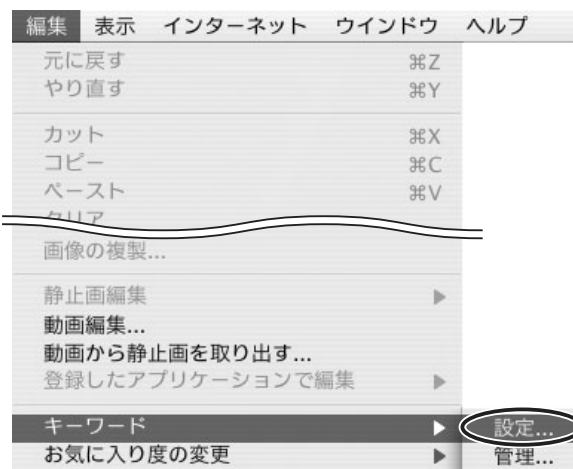 編集 表示 インターネット ウインドウ ヘルプ
元に戻す ⌘Z
やり直す ⌘Y
カット ⌘X
コピー ⌘C
ペースト ⌘V
クリア
画像の複製...
静止画編集 ▶
動画編集...
動画から静止画を取り出す...
登録したアプリケーションで編集 ▶
キーワード ▶ 設定...
お気に入り度の変更 ▶ 管理...